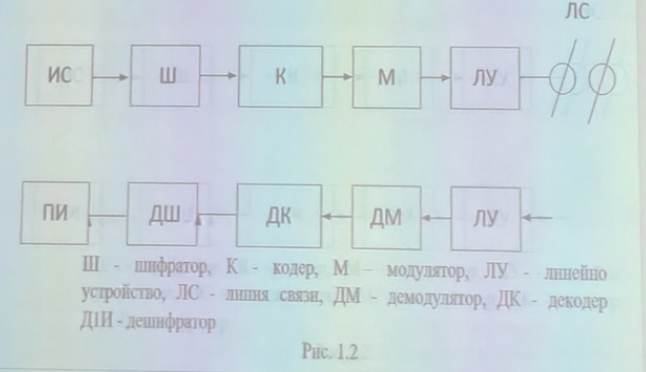 ЛС
ИС Ш К М ЛУ
ПИ ДШ ДК ДМ ЛУ
Ш - шифратор, К - кодер, М - модулятор, ЛУ - линейно
устройство, ЛС - линия связи, ДМ - демодулятор, ДК - декодер
Д1И - дешифратор
Рис. 1.2